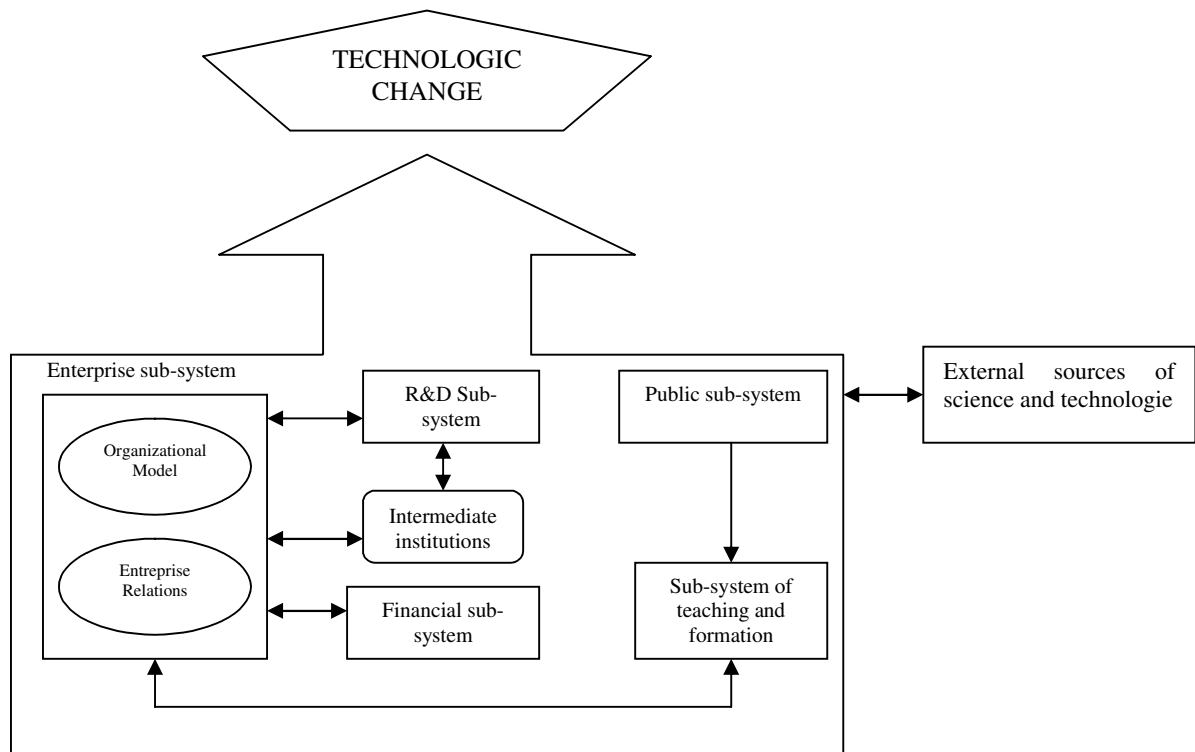 TECHNOLOGIC
CHANGE
Enterprise sub-system
Organizational
Model
Entreprise
Relations
R&D Sub-
system
Intermediate
institutions
Financial sub-
system
Public sub-system
Sub-system of
teaching and
formation
External sources of
science and technologie